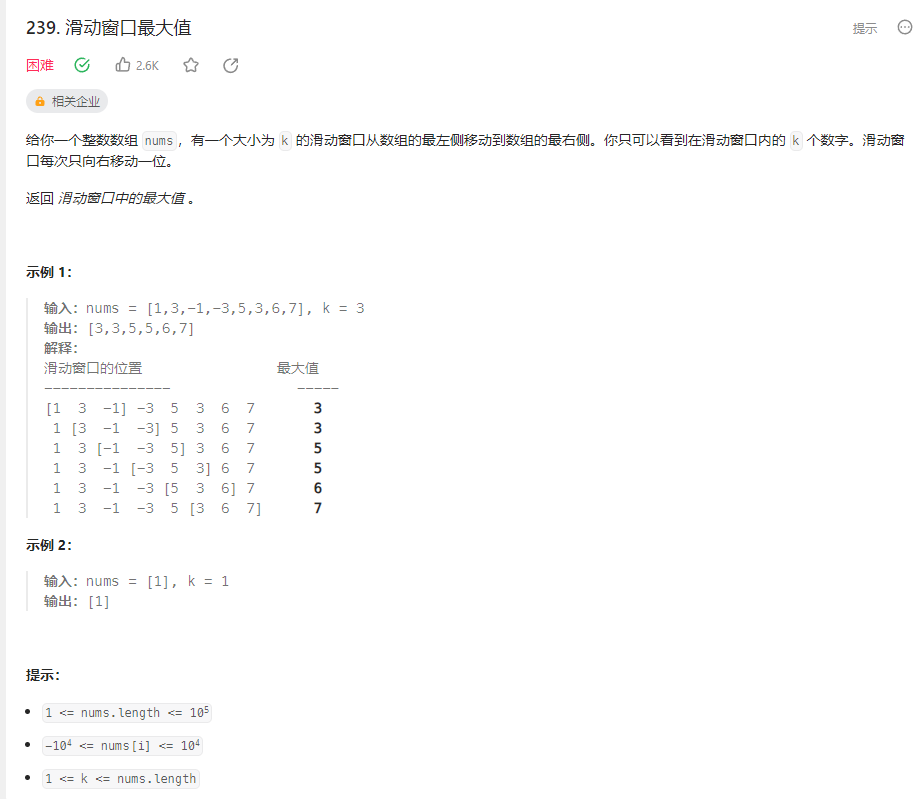 239. 滑动窗口最大值
提示
困难
2.6K
相关企业
给你一个整数数组 nums，有一个大小为 k 的滑动窗口从数组的最左侧移动到数组的最右侧。你只可以看到在滑动窗口内的 k 个数字。滑动窗
口每次只向右移动一位。
返回 滑动窗口中的最大值 。
示例 1：
输入：nums = [1,3,-1,-3,5,3,6,7], k = 3
输出：[3,3,5,5,6,7]
解释：
滑动窗口的位置                最大值
---------------               -----
[1  3  -1] -3  5  3  6  7       3
 1 [3  -1  -3] 5  3  6  7       3
 1  3 [-1  -3  5] 3  6  7       5
 1  3  -1 [-3  5  3] 6  7       5
 1  3  -1  -3 [5  3  6] 7       6
 1  3  -1  -3  5 [3  6  7]      7
示例 2：
输入：nums = [1], k = 1
输出：[1]
提示：
• 1 <= nums.length <= 10⁵
• -10⁴ <= nums[i] <= 10⁴
• 1 <= k <= nums.length